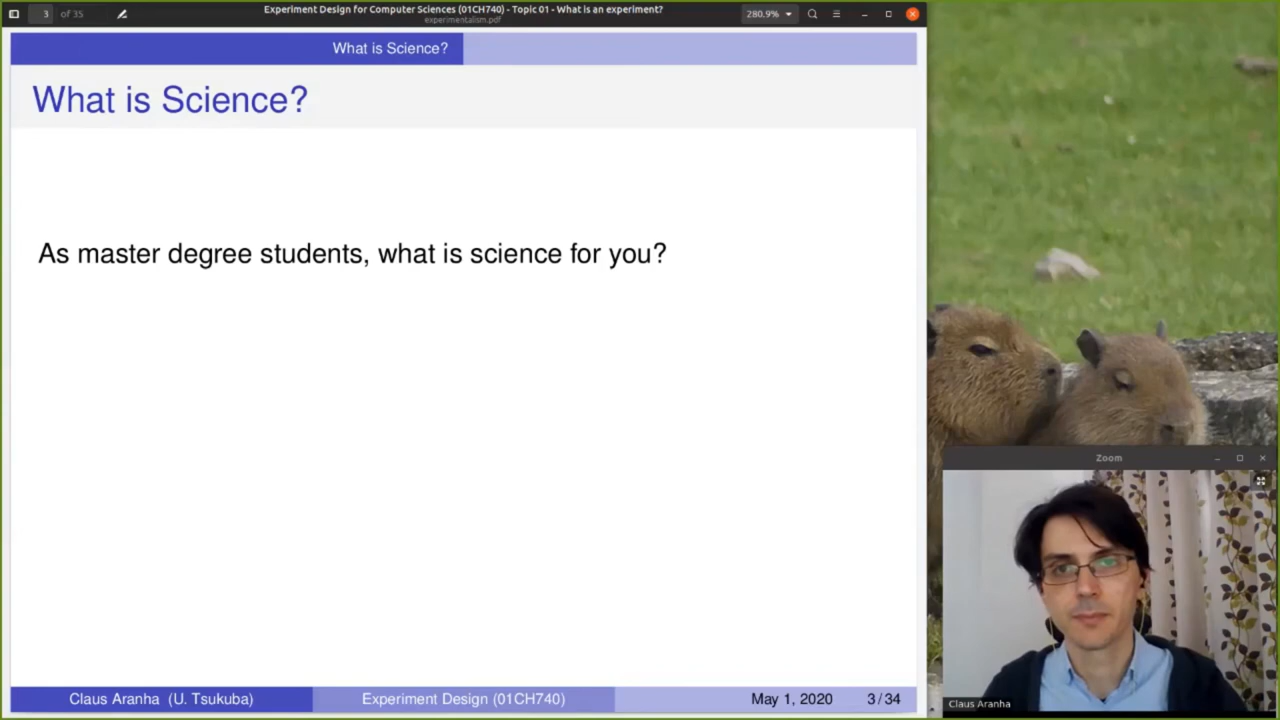 Experiment Design for Computer Sciences (01CH740) - Topic 01 - What is an experiment?
experimentalism.pdf
3 of 35
280.9%
What is Science?
What is Science?
As master degree students, what is science for you?
Zoom
Claus Aranha
Claus Aranha (U. Tsukuba)
Experiment Design (01CH740)
May 1, 2020
3 / 34